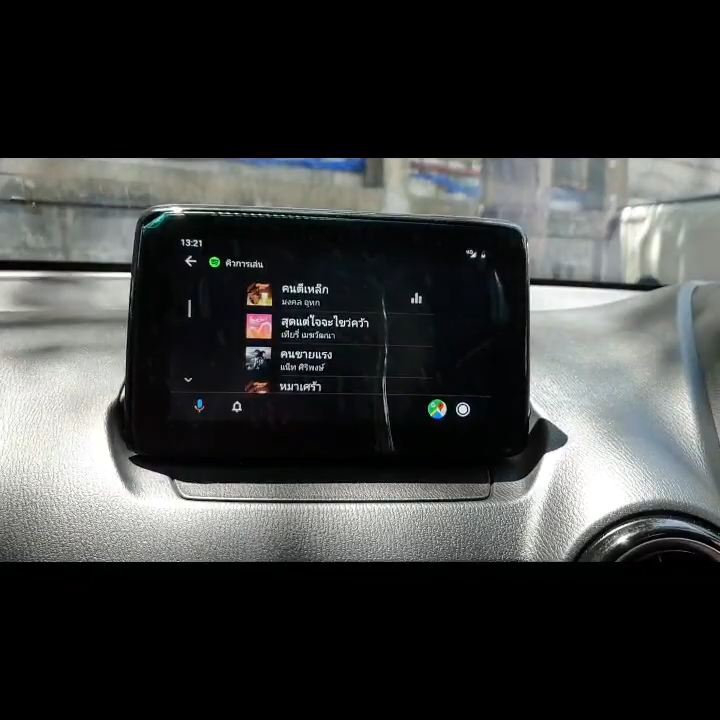 13:21
4G
คิวการเล่น
คนตีเหล็ก
มงคล อุทก
สุดแต่ใจจะไขว่คว้า
เทียรี่ เมฆวัฒนา
คนขายแรง
แน๊ท ศิริพงษ์
หมาเศร้า